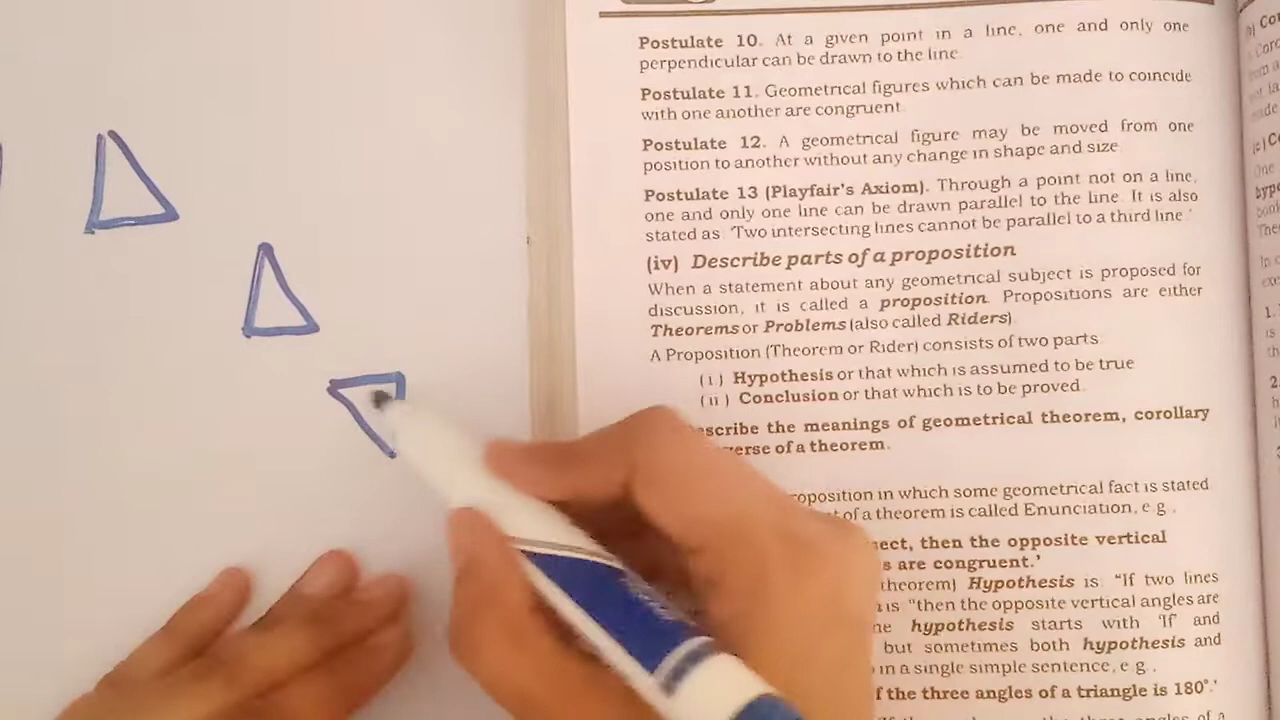 Postulate 10. At a given point in a line, one and only one
perpendicular can be drawn to the line.
Postulate 11. Geometrical figures which can be made to coincide
with one another are congruent.
Postulate 12. A geometrical figure may be moved from one
position to another without any change in shape and size
Postulate 13 (Playfair's Axiom). Through a point not on a line,
one and only one line can be drawn parallel to the line. It is also
stated as: 'Two intersecting lines cannot be parallel to a third line.'
(iv) Describe parts of a proposition
When a statement about any geometrical subject is proposed for
discussion, it is called a proposition. Propositions are either
Theorems or Problems (also called Riders).
A Proposition (Theorem or Rider) consists of two parts
(i) Hypothesis or that which is assumed to be true
(ii) Conclusion or that which is to be proved.
the meanings of geometrical theorem, corollary
of a theorem.
in which some geometrical fact is stated
of a theorem is called Enunciation, e.g.,
then the opposite vertical
are congruent.'
theorem) Hypothesis is: "If two lines
is "then the opposite vertical angles are
hypothesis starts with 'If' and
but sometimes both hypothesis and
in a single simple sentence, e.g.,
the three angles of a triangle is 180°.'